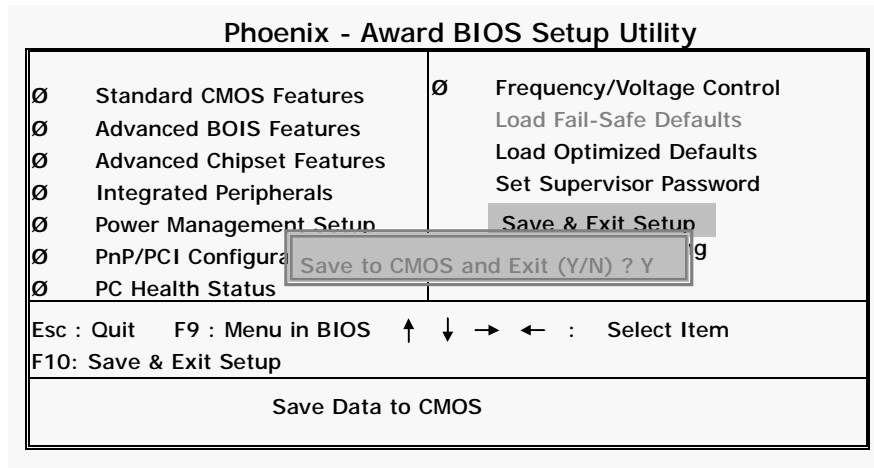 Phoenix - Award BIOS Setup Utility
Ø Standard CMOS Features
Ø Advanced BOIS Features
Ø Advanced Chipset Features
Ø Integrated Peripherals
Ø Power Management Setup
Ø PnP/PCI
Ø PC Health Status
Ø Frequency/Voltage Control
Load Fail-Safe Defaults
Load Optimized Defaults
Set Supervisor Password
Save & Exit Setup
Save to CMOS and Exit (Y/N) ? Y
Esc : Quit F9 : Menu in BIOS ↑ ↓ → ← : Select Item
F10: Save & Exit Setup
Save Data to CMOS